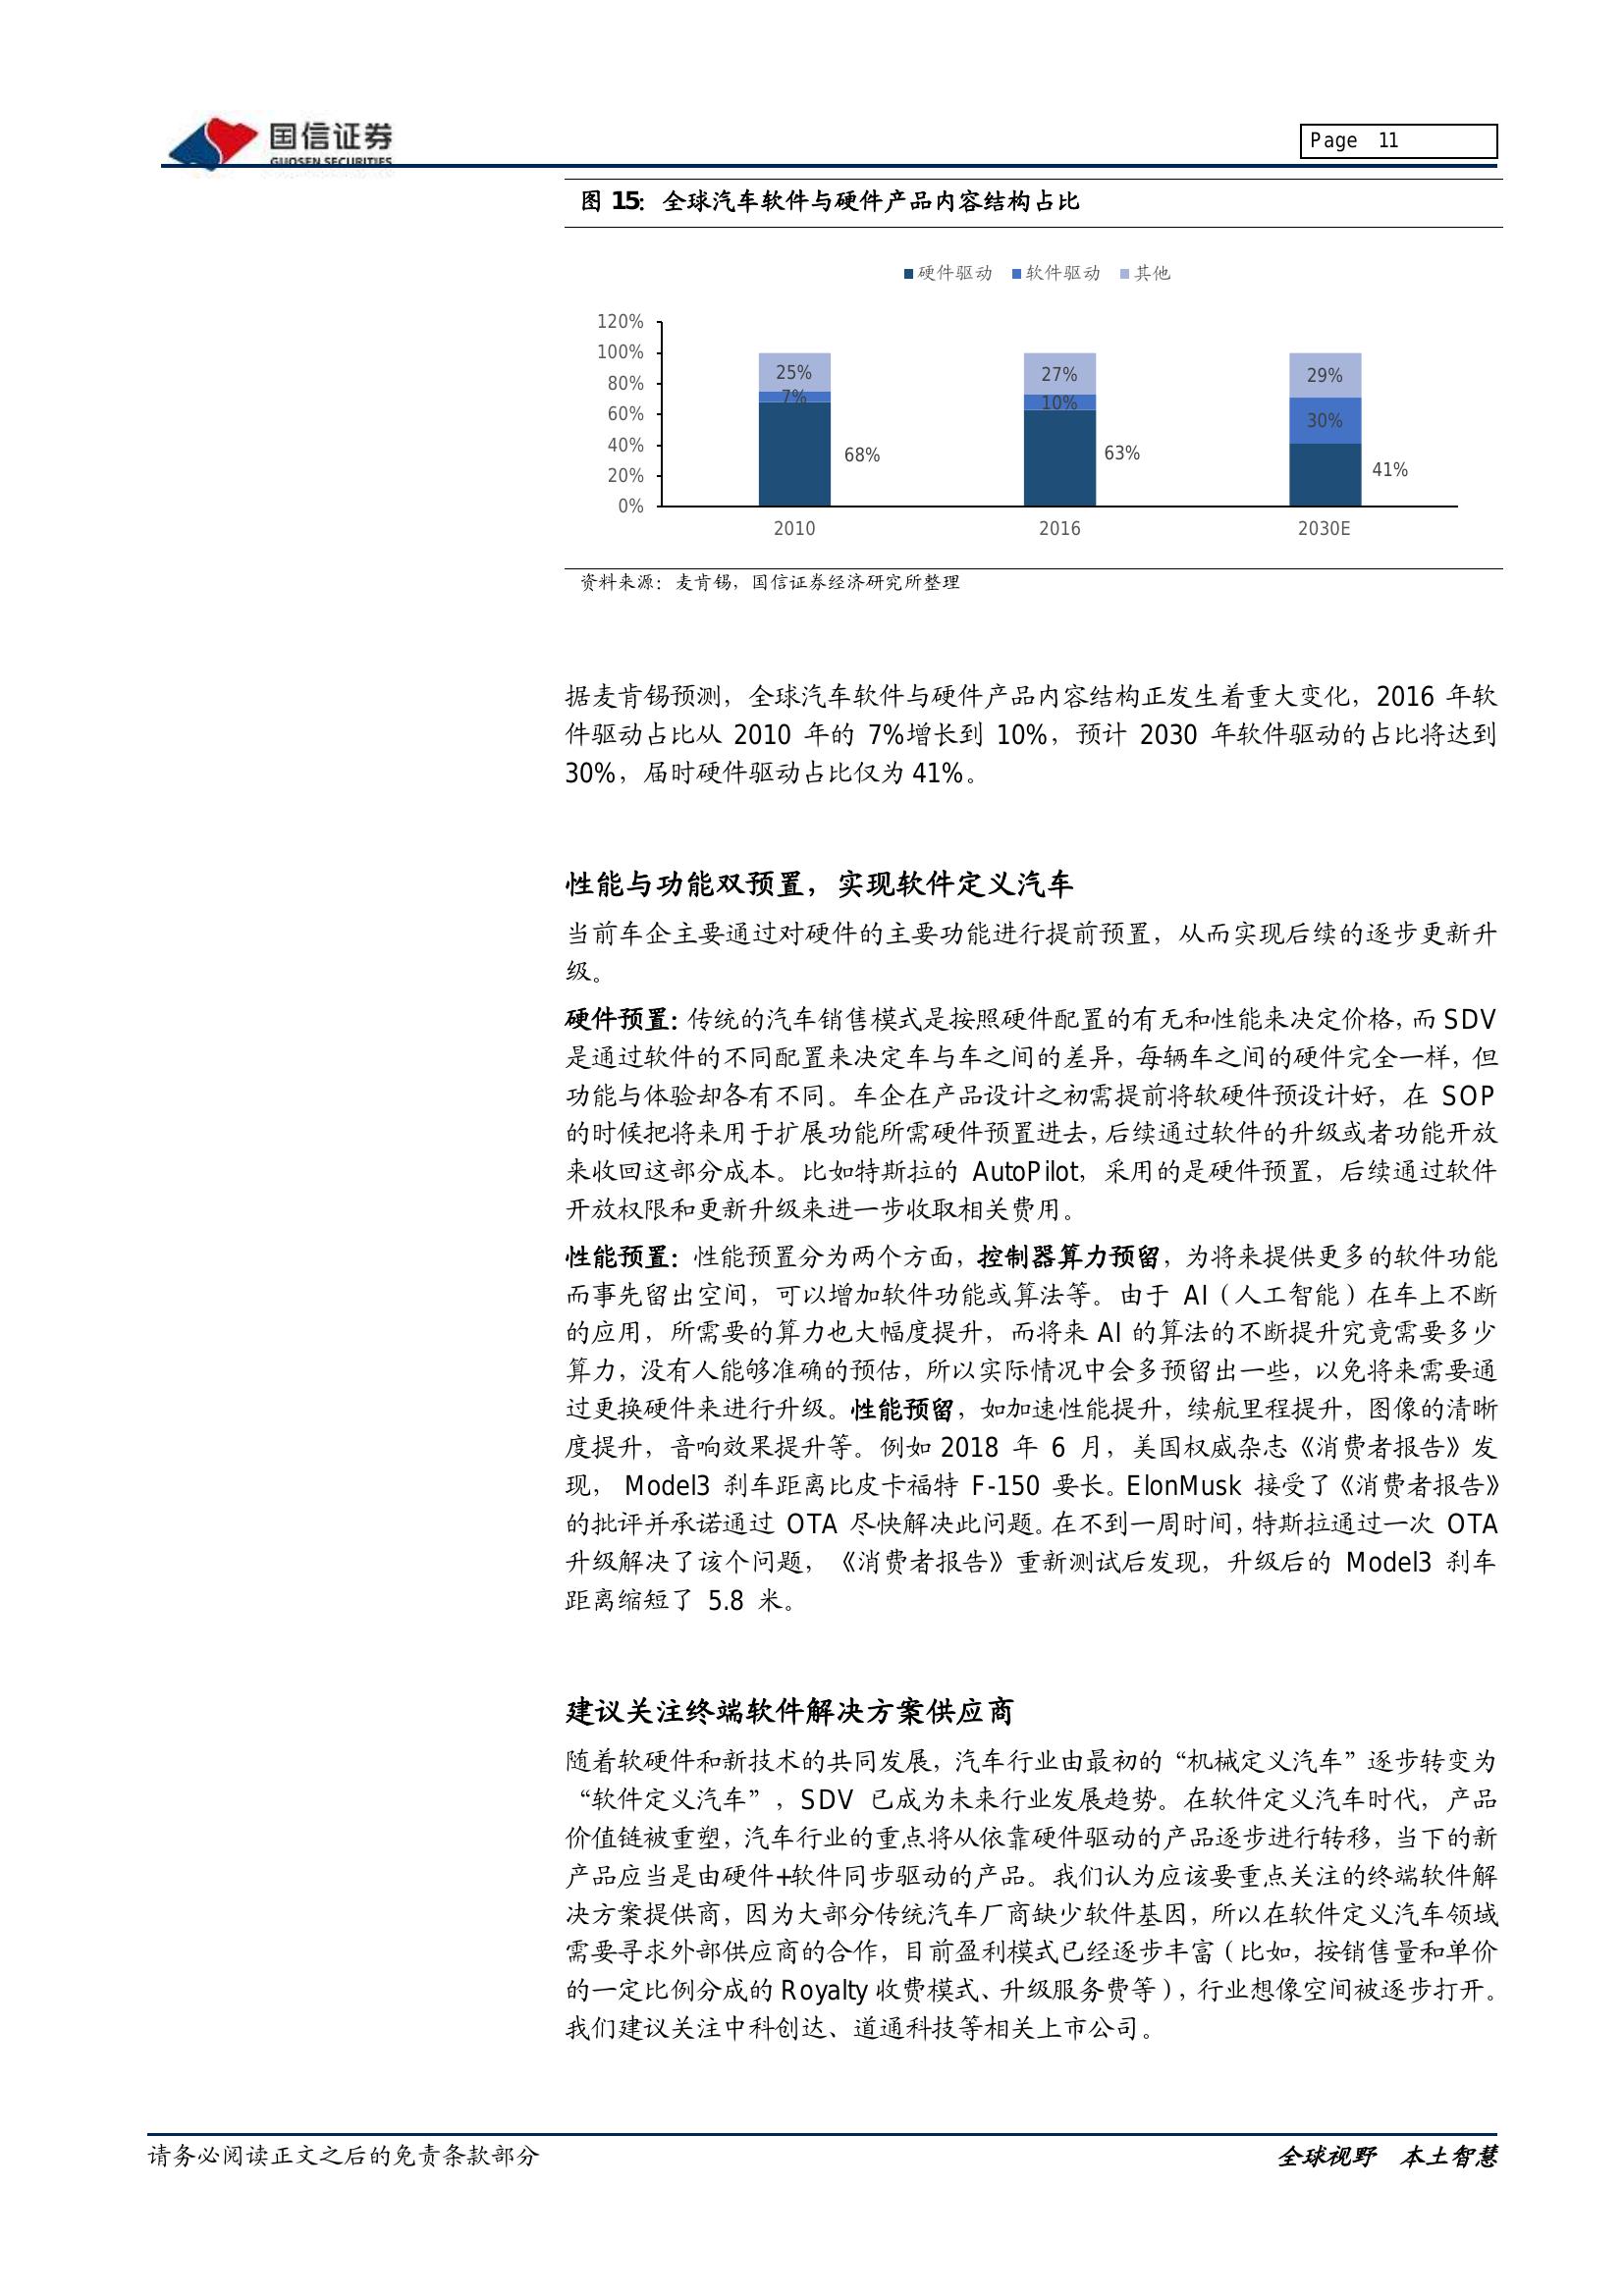 国信证券
GUOSEN SECURITIES
Page 11
图 15：全球汽车软件与硬件产品内容结构占比
硬件驱动 软件驱动 其他
120%
100%
80%
60%
40%
20%
0%
25%
7%
68%
27%
10%
63%
29%
30%
41%
2010 2016 2030E
资料来源：麦肯锡，国信证券经济研究所整理
据麦肯锡预测，全球汽车软件与硬件产品内容结构正发生着重大变化，2016 年软
件驱动占比从 2010 年的 7%增长到 10%，预计 2030 年软件驱动的占比将达到
30%，届时硬件驱动占比仅为 41%。
性能与功能双预置，实现软件定义汽车
当前车企主要通过对硬件的主要功能进行提前预置，从而实现后续的逐步更新升
级。
硬件预置：传统的汽车销售模式是按照硬件配置的有无和性能来决定价格，而 SDV
是通过软件的不同配置来决定车与车之间的差异，每辆车之间的硬件完全一样，但
功能与体验却各有不同。车企在产品设计之初需提前将软硬件预设计好，在 SOP
的时候把将来用于扩展功能所需硬件预置进去，后续通过软件的升级或者功能开放
来收回这部分成本。比如特斯拉的 AutoPilot，采用的是硬件预置，后续通过软件
开放权限和更新升级来进一步收取相关费用。
性能预置：性能预置分为两个方面，控制器算力预留，为将来提供更多的软件功能
而事先留出空间，可以增加软件功能或算法等。由于 AI（人工智能）在车上不断
的应用，所需要的算力也大幅度提升，而将来 AI 的算法的不断提升究竟需要多少
算力，没有人能够准确的预估，所以实际情况中会多预留出一些，以免将来需要通
过更换硬件来进行升级。性能预留，如加速性能提升，续航里程提升，图像的清晰
度提升，音响效果提升等。例如 2018 年 6 月，美国权威杂志《消费者报告》发
现， Model3 刹车距离比皮卡福特 F-150 要长。ElonMusk 接受了《消费者报告》
的批评并承诺通过 OTA 尽快解决此问题。在不到一周时间，特斯拉通过一次 OTA
升级解决了该个问题，《消费者报告》重新测试后发现，升级后的 Model3 刹车
距离缩短了 5.8 米。
建议关注终端软件解决方案供应商
随着软硬件和新技术的共同发展，汽车行业由最初的“机械定义汽车”逐步转变为
“软件定义汽车”，SDV 已成为未来行业发展趋势。在软件定义汽车时代，产品
价值链被重塑，汽车行业的重点将从依靠硬件驱动的产品逐步进行转移，当下的新
产品应当是由硬件+软件同步驱动的产品。我们认为应该要重点关注的终端软件解
决方案提供商，因为大部分传统汽车厂商缺少软件基因，所以在软件定义汽车领域
需要寻求外部供应商的合作，目前盈利模式已经逐步丰富（比如，按销售量和单价
的一定比例分成的 Royalty 收费模式、升级服务费等），行业想像空间被逐步打开。
我们建议关注中科创达、道通科技等相关上市公司。
请务必阅读正文之后的免责条款部分
全球视野 本土智慧